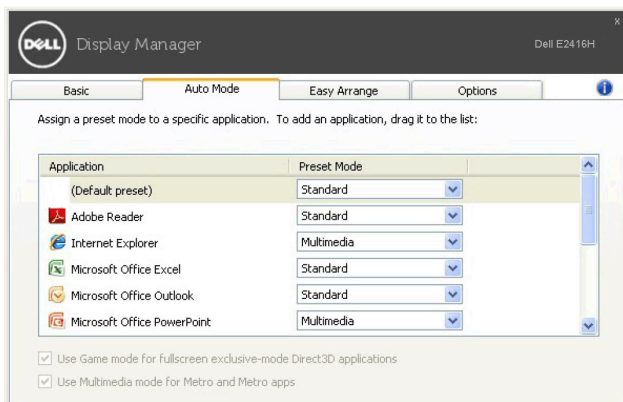 x
DELL Display Manager Dell E2416H
Basic Auto Mode Easy Arrange Options i
Assign a preset mode to a specific application. To add an application, drag it to the list:
Application Preset Mode
(Default preset) Standard
Adobe Reader Standard
Internet Explorer Multimedia
Microsoft Office Excel Standard
Microsoft Office Outlook Standard
Microsoft Office PowerPoint Multimedia
Use Game mode for fullscreen exclusive-mode Direct3D applications
Use Multimedia mode for Metro and Metro apps